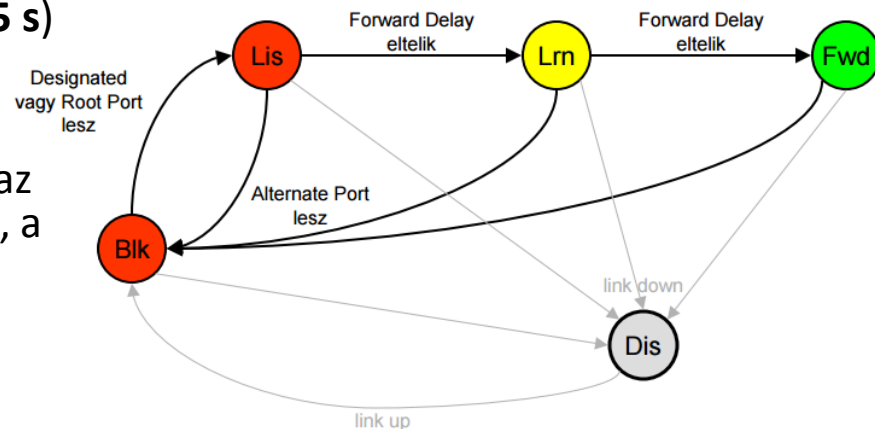 5 s)
Forward Delay
eltelik
Forward Delay
eltelik
Lis
Lrn
Fwd
Designated
vagy Root Port
lesz
az
, a
Alternate Port
lesz
Blk
link down
Dis
link up